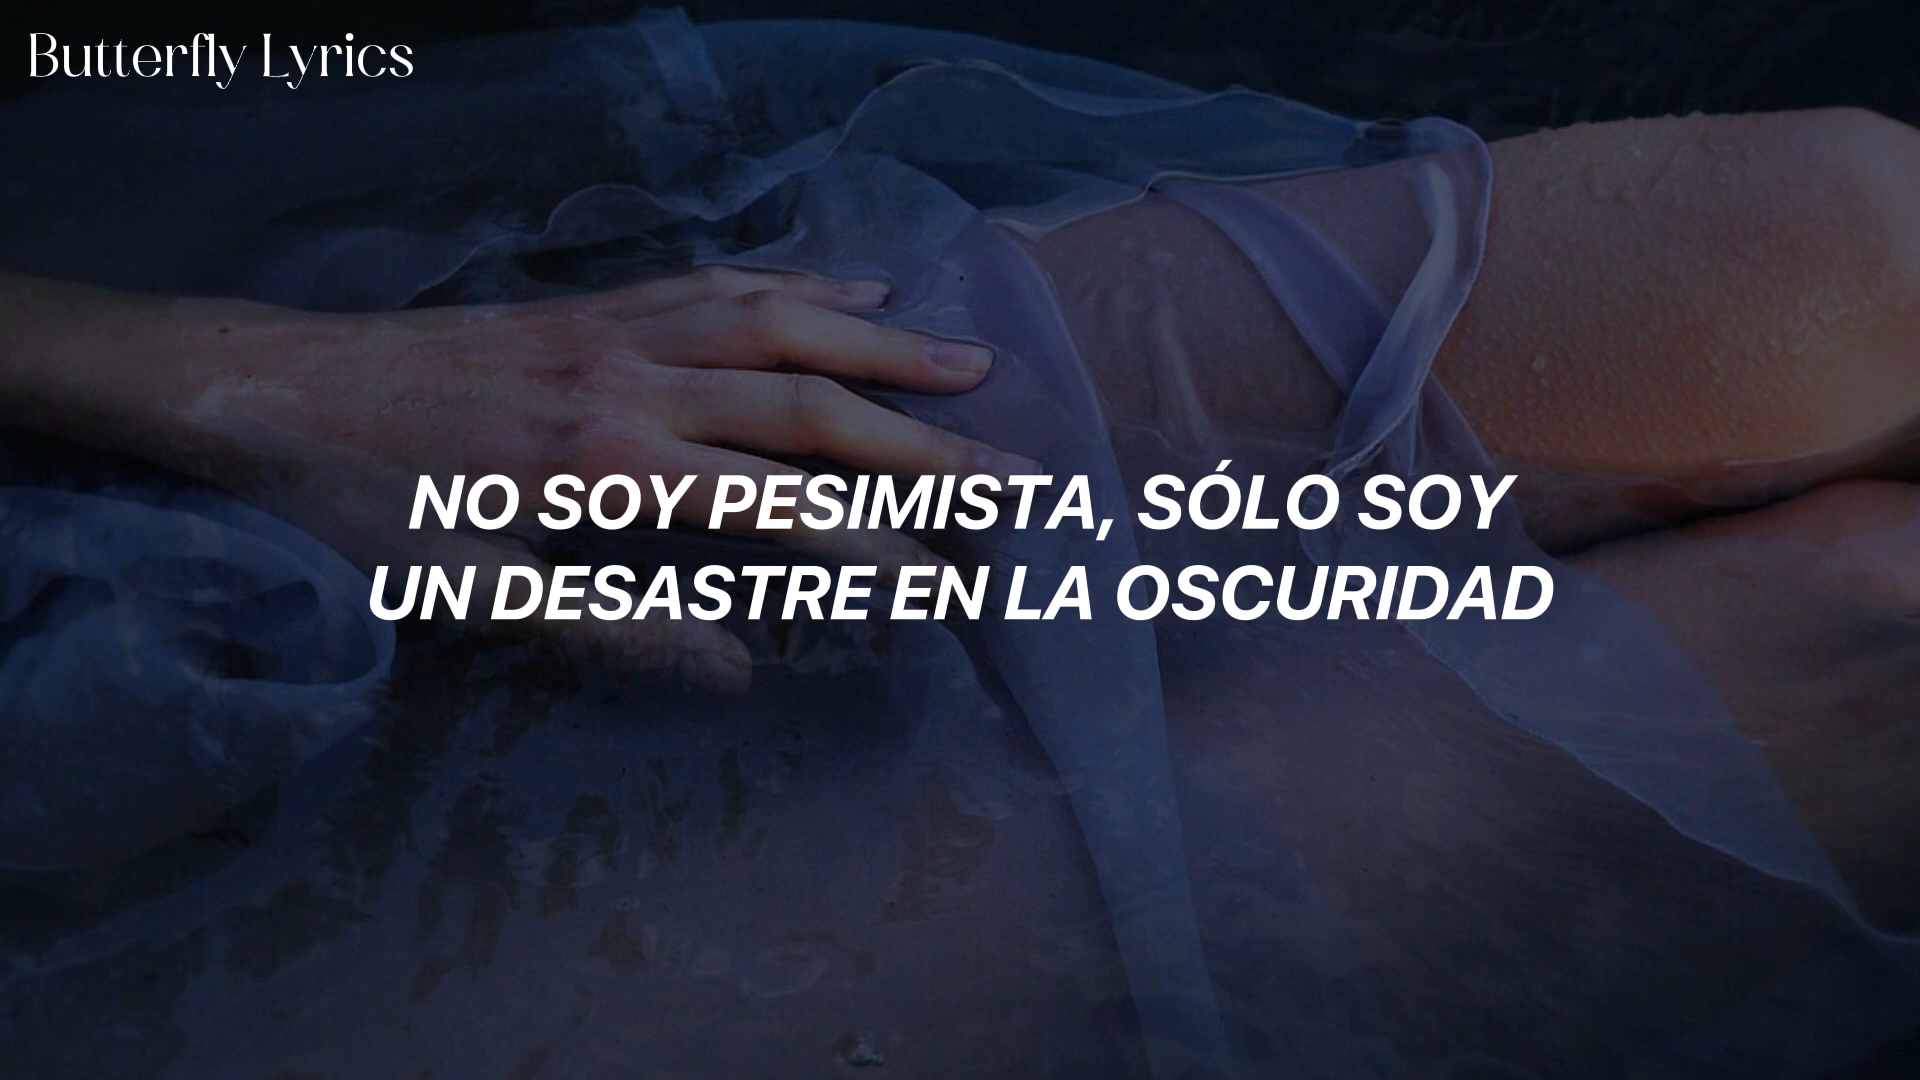 Butterfly Lyrics
NO SOY PESIMISTA, SÓLO SOY
UN DESASTRE EN LA OSCURIDAD